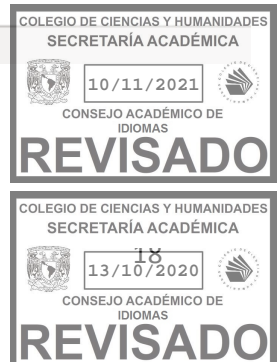 COLEGIO DE CIENCIAS Y HUMANIDADES
SECRETARÍA ACADÉMICA
10/11/2021
CONSEJO ACADÉMICO DE
IDIOMAS
REVISADO
COLEGIO DE CIENCIAS Y HUMANIDADES
SECRETARÍA ACADÉMICA
18
13/10/2020
CONSEJO ACADÉMICO DE
IDIOMAS
REVISADO